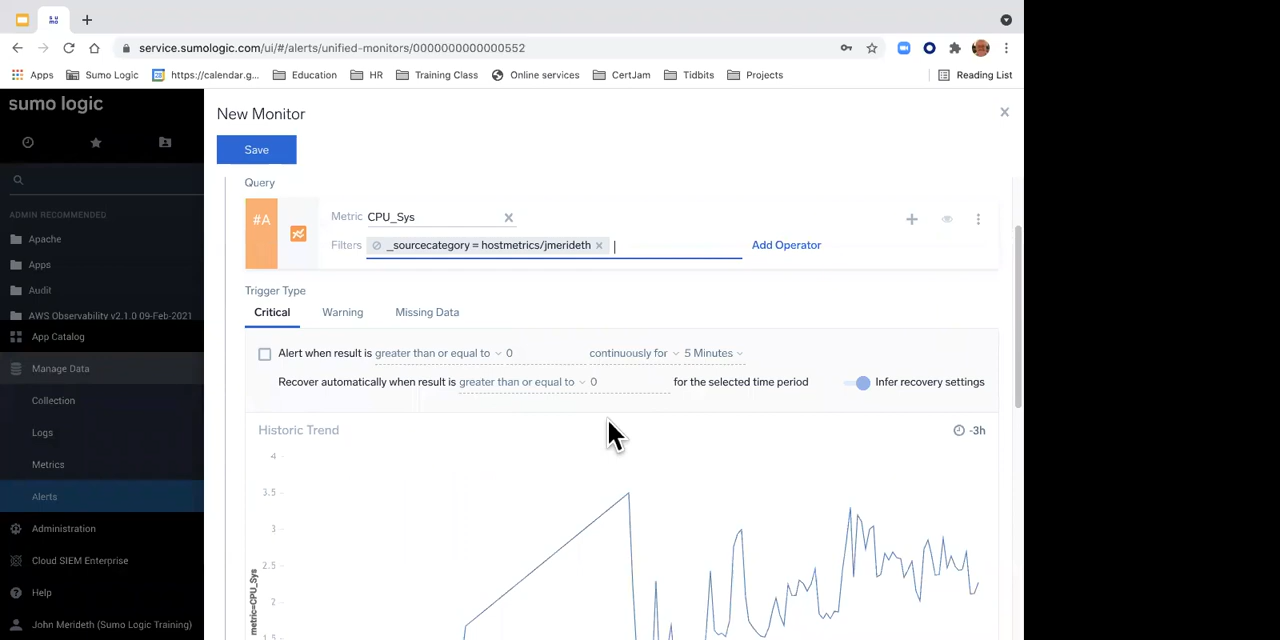 su
mo
service.sumologic.com/ui/#/alerts/unified-monitors/0000000000000552
Apps
Sumo Logic
https://calendar.g...
Education
HR
Training Class
Online services
CertJam
Tidbits
Projects
Reading List
sumo logic
ADMIN RECOMMENDED
Apache
Apps
Audit
AWS Observability v2.1.0 09-Feb-2021
App Catalog
Manage Data
Collection
Logs
Metrics
Alerts
Administration
Cloud SIEM Enterprise
Help
John Merideth (Sumo Logic Training)
New Monitor
Save
Query
#A
Metric CPU_Sys
Filters _sourcecategory = hostmetrics/jmerideth
Add Operator
Trigger Type
Critical Warning Missing Data
Alert when result is greater than or equal to 0 continuously for 5 Minutes
Recover automatically when result is greater than or equal to 0 for the selected time period Infer recovery settings
Historic Trend
-3h
4
3.5
3
2.5
2
1.5
metric=CPU_Sys